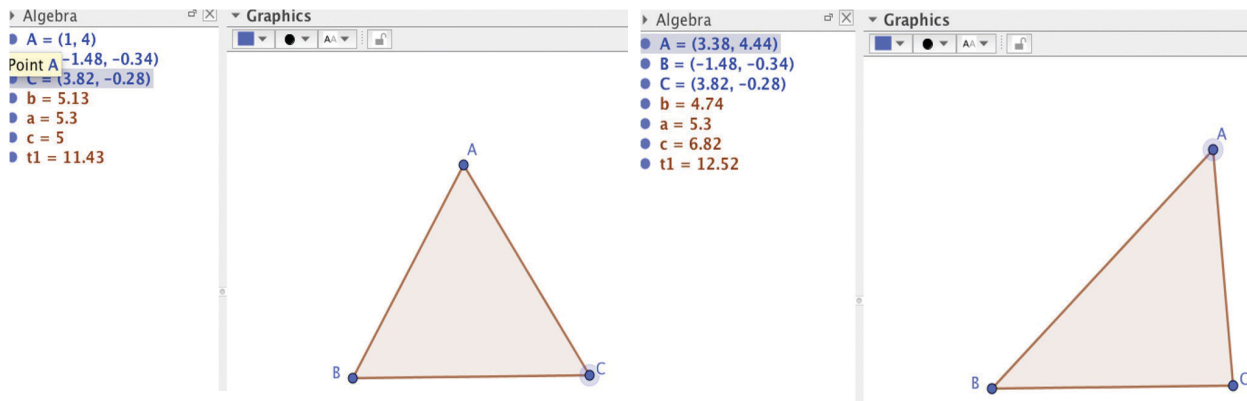 Algebra
A = (1, 4)
Point A -1.48, -0.34)
C = (3.82, -0.28)
b = 5.13
a = 5.3
c = 5
t1 = 11.43
Graphics
AA
A
B
C
Algebra
A = (3.38, 4.44)
B = (-1.48, -0.34)
C = (3.82, -0.28)
b = 4.74
a = 5.3
c = 6.82
t1 = 12.52
Graphics
AA
A
B
C